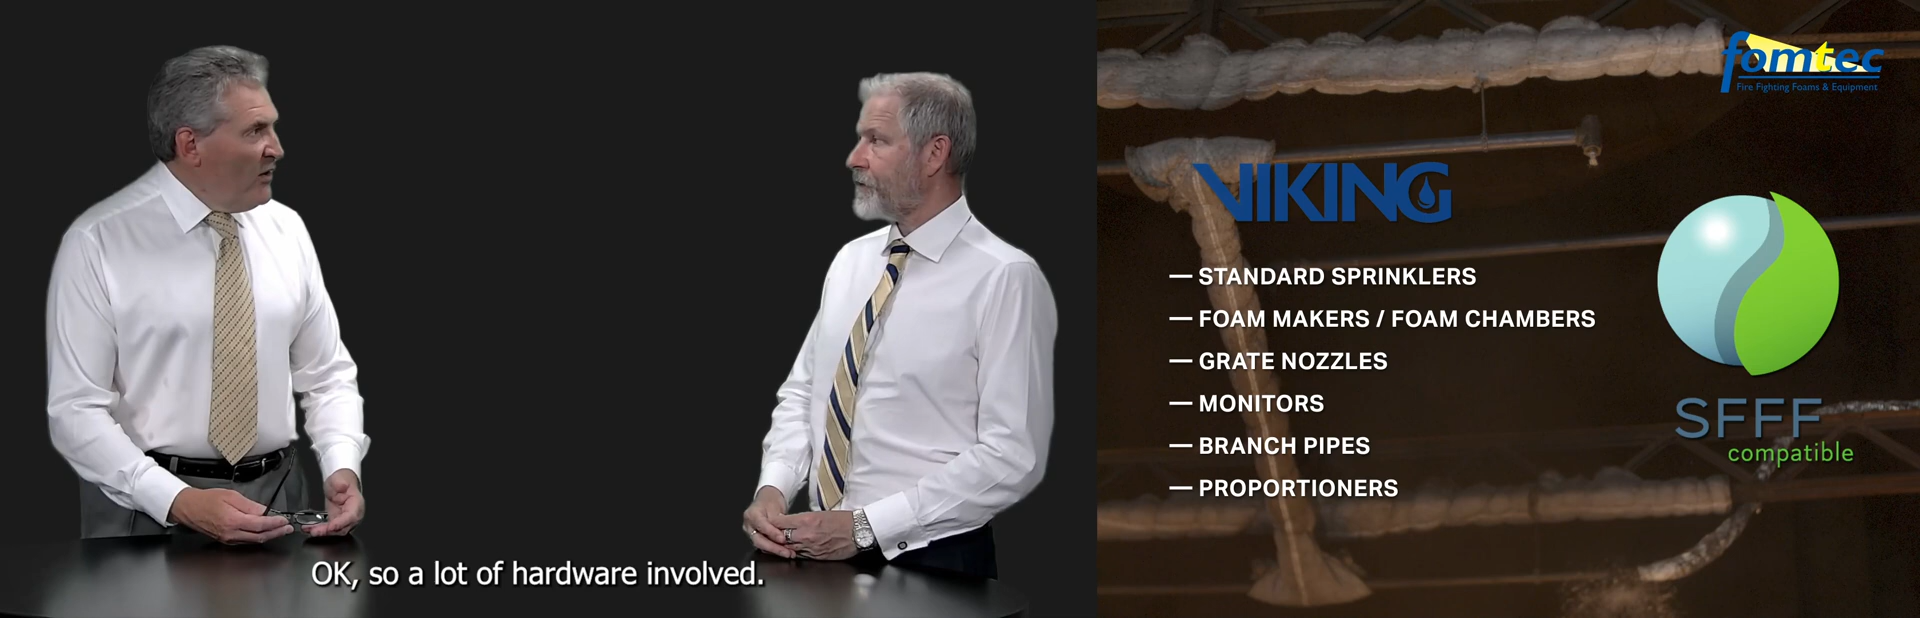 OK, so a lot of hardware involved.
fomtec
Fire Fighting Foams & Equipment
VIKING
— STANDARD SPRINKLERS
— FOAM MAKERS / FOAM CHAMBERS
— GRATE NOZZLES
— MONITORS
— BRANCH PIPES
— PROPORTIONERS
SFFF
compatible